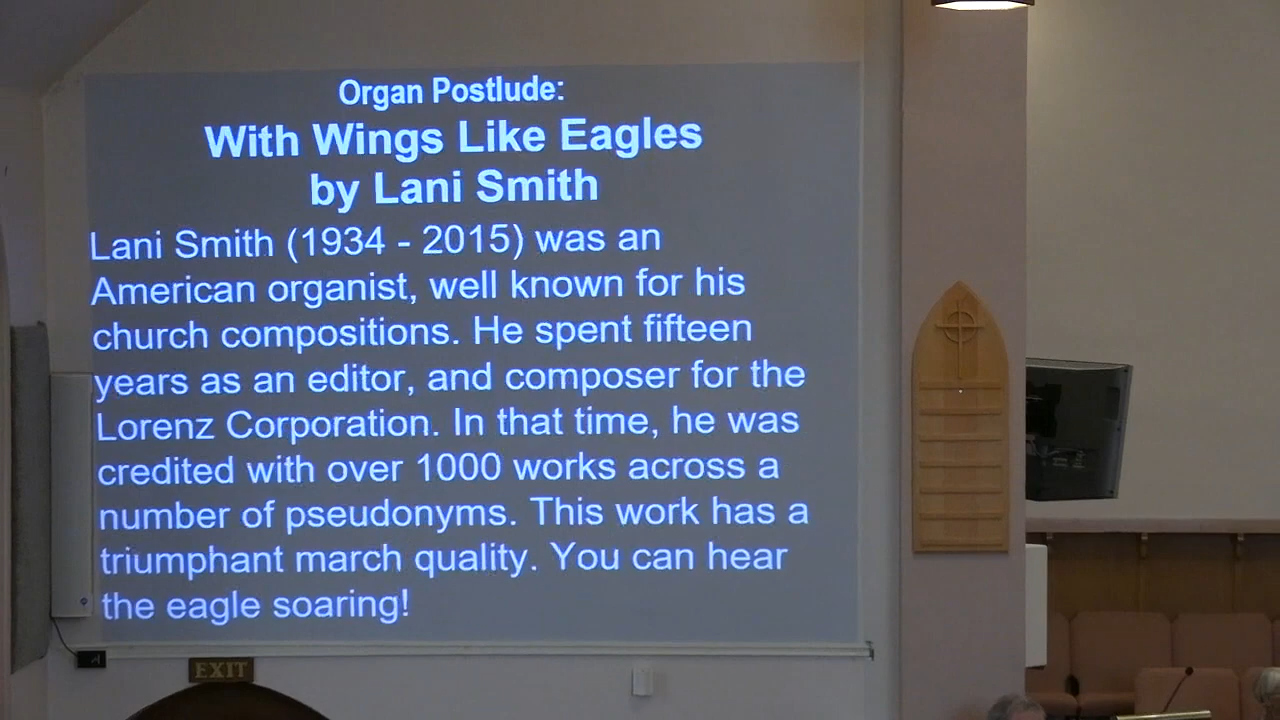 Organ Postlude:
With Wings Like Eagles
by Lani Smith
Lani Smith (1934 - 2015) was an
American organist, well known for his
church compositions. He spent fifteen
years as an editor, and composer for the
Lorenz Corporation. In that time, he was
credited with over 1000 works across a
number of pseudonyms. This work has a
triumphant march quality. You can hear
the eagle soaring!
EXIT